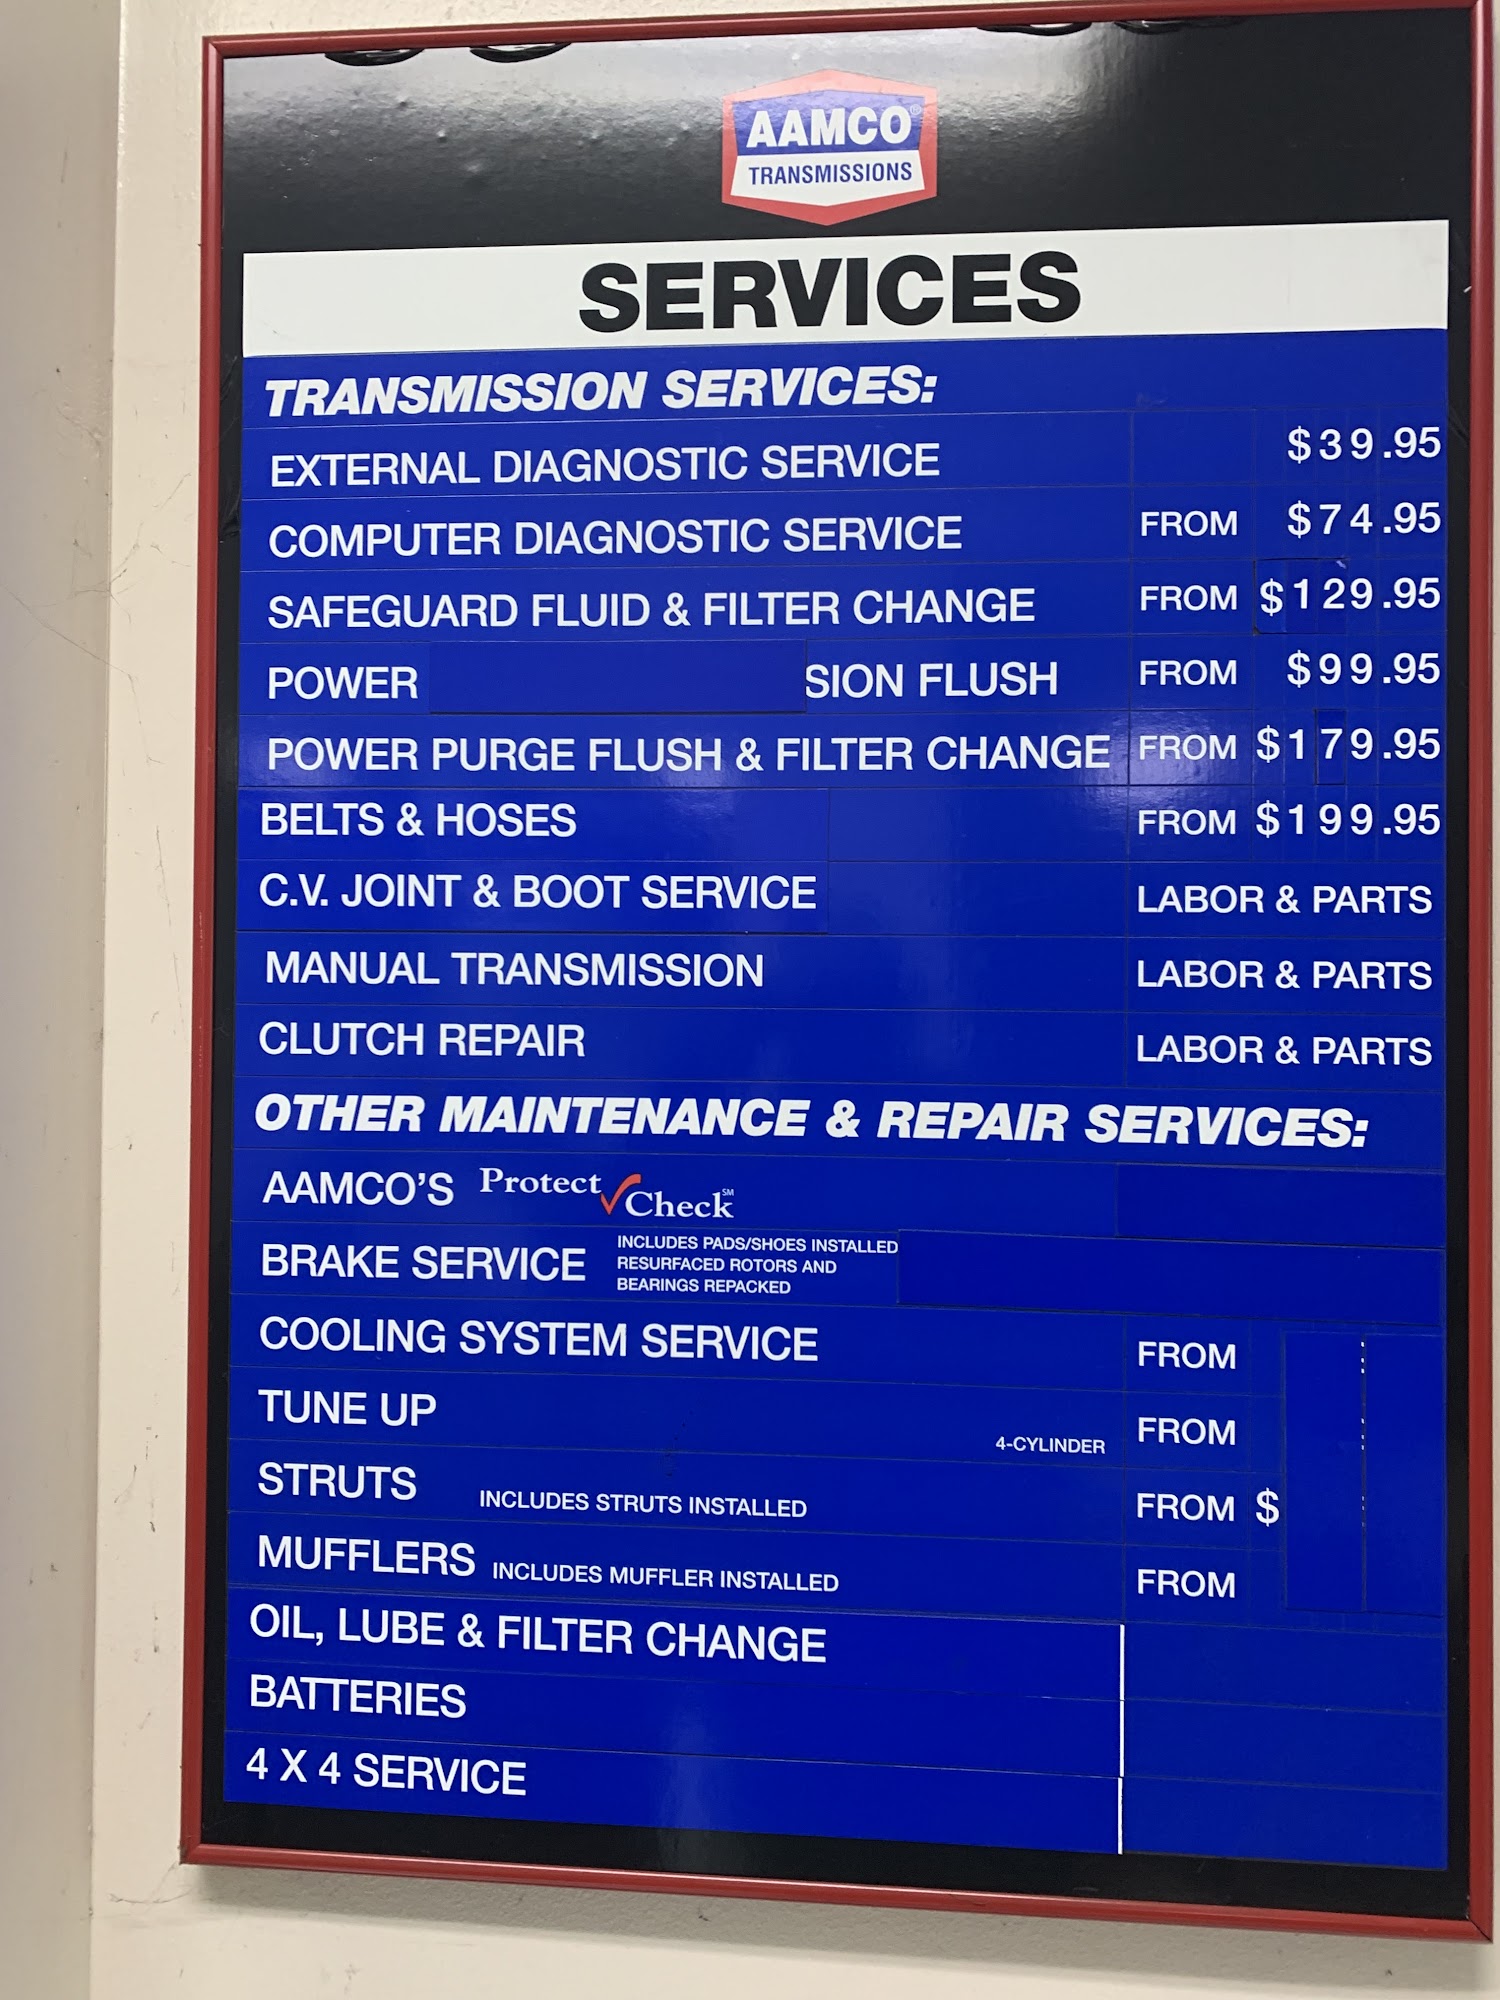 AAMCO®
TRANSMISSIONS
SERVICES
TRANSMISSION SERVICES:
EXTERNAL DIAGNOSTIC SERVICE $39.95
COMPUTER DIAGNOSTIC SERVICE FROM $74.95
SAFEGUARD FLUID & FILTER CHANGE FROM $129.95
POWER SION FLUSH FROM $99.95
POWER PURGE FLUSH & FILTER CHANGE FROM $179.95
BELTS & HOSES FROM $199.95
C.V. JOINT & BOOT SERVICE LABOR & PARTS
MANUAL TRANSMISSION LABOR & PARTS
CLUTCH REPAIR LABOR & PARTS
OTHER MAINTENANCE & REPAIR SERVICES:
AAMCO'S Protect Check℠
BRAKE SERVICE INCLUDES PADS/SHOES INSTALLED
RESURFACED ROTORS AND
BEARINGS REPACKED
COOLING SYSTEM SERVICE FROM
TUNE UP 4-CYLINDER FROM
STRUTS INCLUDES STRUTS INSTALLED FROM $
MUFFLERS INCLUDES MUFFLER INSTALLED FROM
OIL, LUBE & FILTER CHANGE
BATTERIES
4 X 4 SERVICE